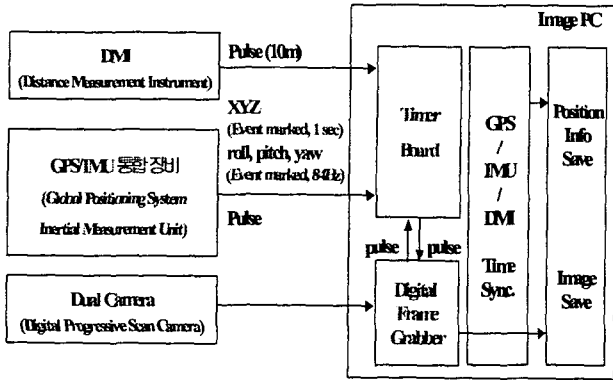 Image PC
DMI
(Distance Measurement Instrument)
Pulse (10m)
XYZ
(Event marked, 1 sec)
roll, pitch, yaw
(Event marked, 84Hz)
Pulse
GPS/IMU 통합 장비
(Global Positioning System
Inertial Measurement Unit)
Dual Camera
(Digital Progressive Scan Camera)
Timer
Board
pulse
pulse
Digital
Frame
Grabber
GPS
/
IMU
/
DMI
Time
Sync.
Position
Info
Save
Image
Save